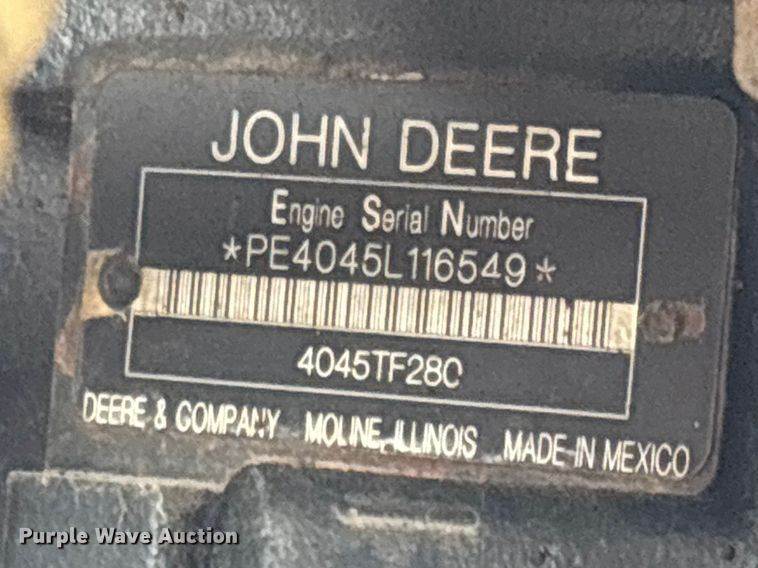 JOHN DEERE
Engine Serial Number
*PE4045L116549*
4045TF280
DEERE & COMPANY MOLINE, ILLINOIS MADE IN MEXICO
Purple Wave Auction